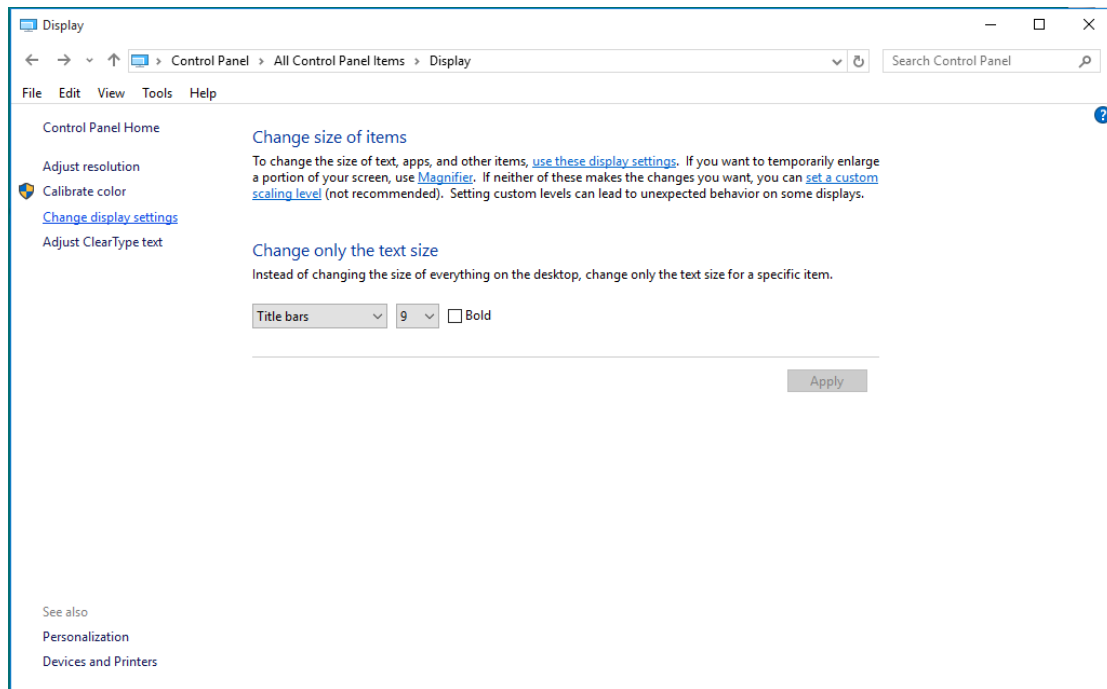 Display
Control Panel > All Control Panel Items > Display
Search Control Panel
File Edit View Tools Help
?
Control Panel Home
Adjust resolution
Calibrate color
Change display settings
Adjust ClearType text
Change size of items
To change the size of text, apps, and other items, use these display settings. If you want to temporarily enlarge
a portion of your screen, use Magnifier. If neither of these makes the changes you want, you can set a custom
scaling level (not recommended). Setting custom levels can lead to unexpected behavior on some displays.
Change only the text size
Instead of changing the size of everything on the desktop, change only the text size for a specific item.
Title bars 9 Bold
Apply
See also
Personalization
Devices and Printers